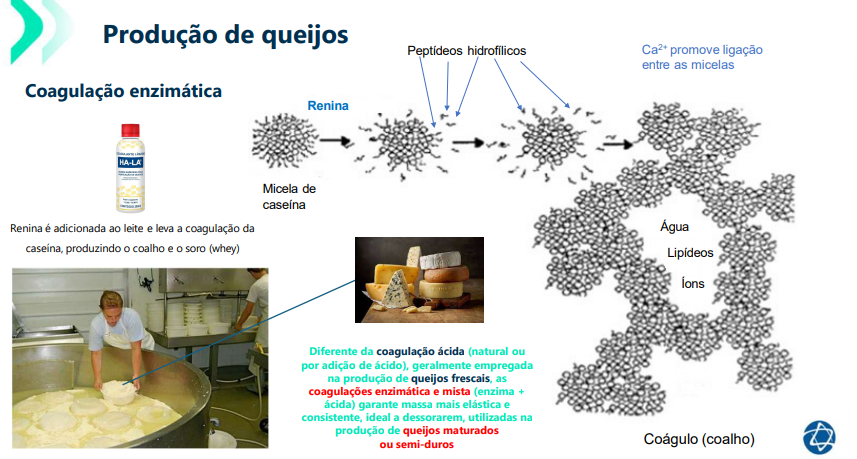 Produção de queijos
Coagulação enzimática
HA-LA
Renina é adicionada ao leite e leva a coagulação da
caseína, produzindo o coalho e o soro (whey)
Peptídeos hidrofílicos
Renina
Micela de
caseína
Ca²⁺ promove ligação
entre as micelas
Água
Lipídeos
Íons
Coágulo (coalho)
Diferente da coagulação ácida (natural ou
por adição de ácido), geralmente empregada
na produção de queijos frescais, as
coagulações enzimática e mista (enzima +
ácida) garante massa mais elástica e
consistente, ideal a dessorarem, utilizadas na
produção de queijos maturados
ou semi-duros